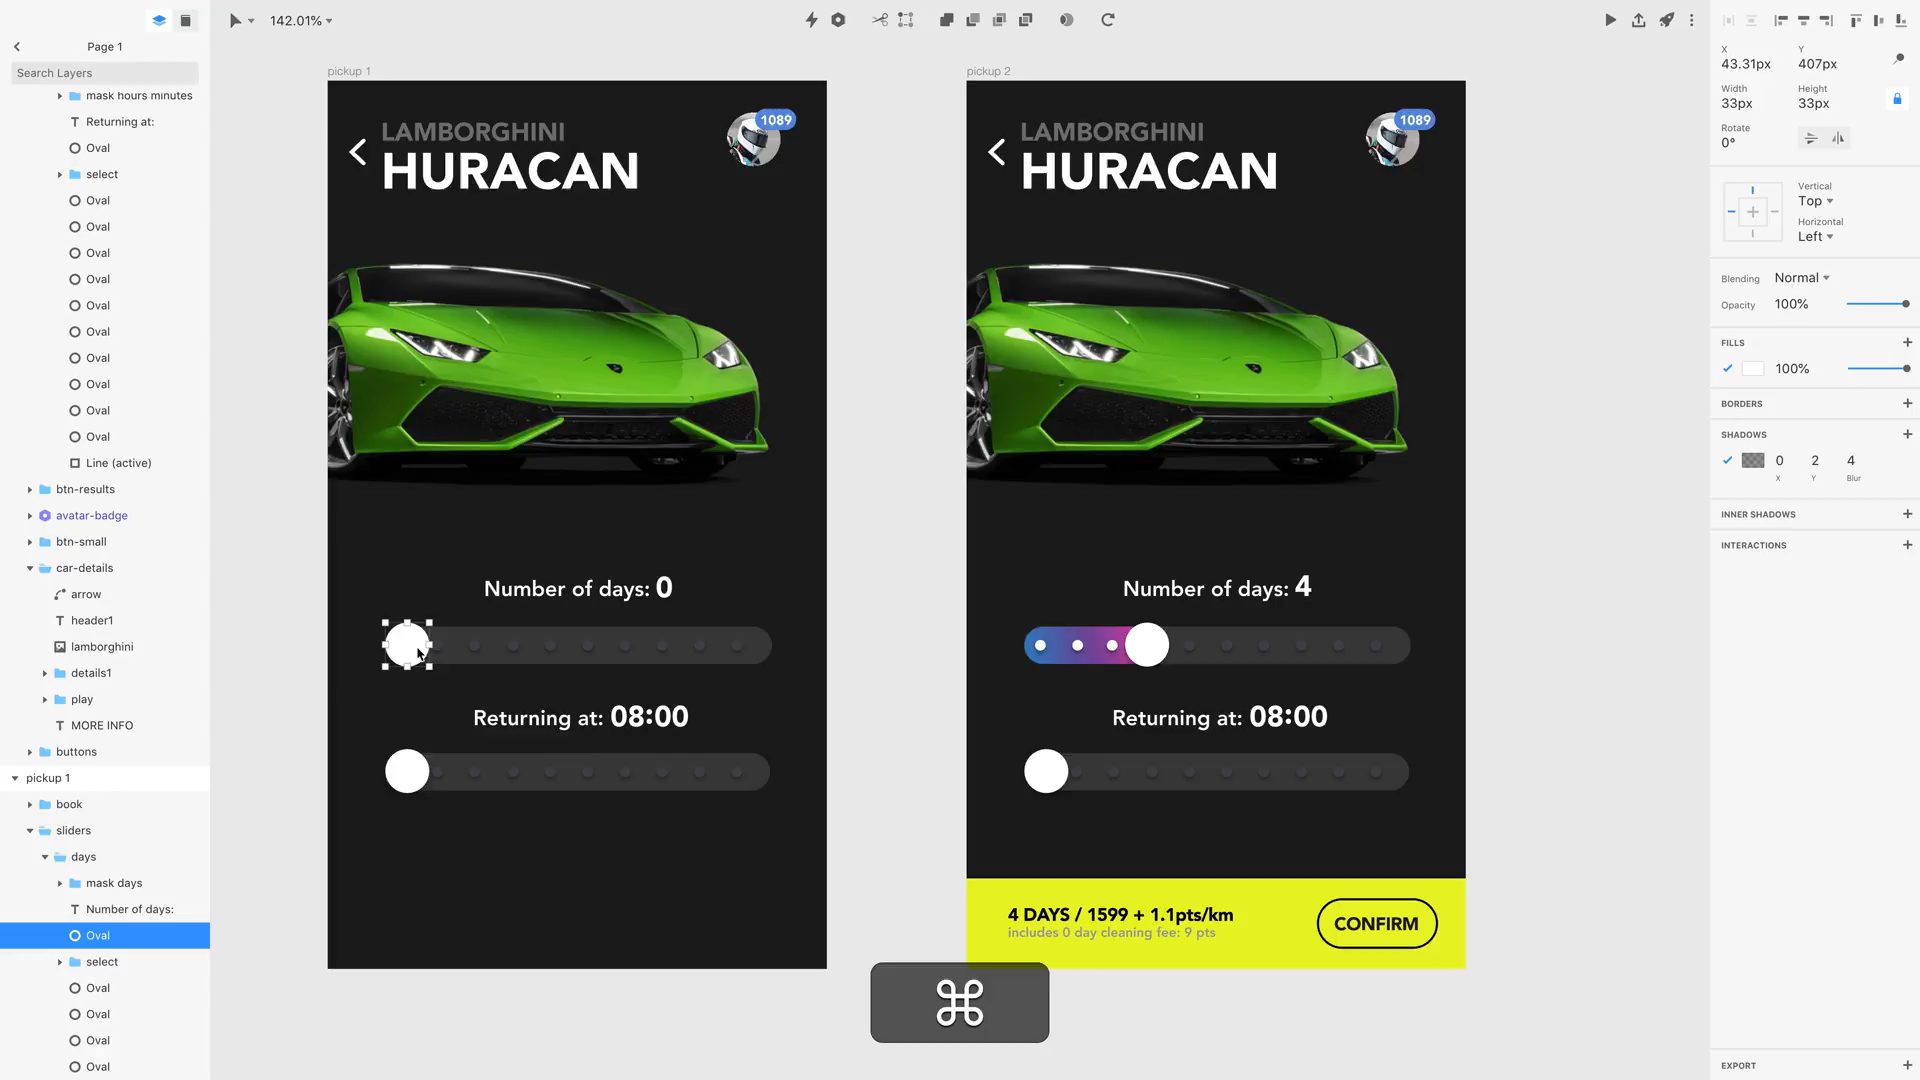 Page 1
Search Layers
mask hours minutes
Returning at:
Oval
select
Oval
Oval
Oval
Oval
Oval
Oval
Oval
Oval
Oval
Oval
Line (active)
btn-results
avatar-badge
btn-small
car-details
arrow
header1
lamborghini
details1
play
MORE INFO
buttons
pickup 1
book
sliders
days
mask days
Number of days:
Oval
select
Oval
Oval
Oval
Oval
142.01%
pickup 1
LAMBORGHINI
HURACAN
1089
Number of days: 0
Returning at: 08:00
pickup 2
LAMBORGHINI
HURACAN
1089
Number of days: 4
Returning at: 08:00
4 DAYS / 1599 + 1.1pts/km
includes 0 day cleaning fee: 9 pts
CONFIRM
⌘
X
Y
43.31px
407px
Width
Height
33px
33px
Rotate
0°
Vertical
Top
Horizontal
Left
Blending
Normal
Opacity
100%
FILLS
100%
BORDERS
SHADOWS
0
2
4
X
Y
Blur
INNER SHADOWS
INTERACTIONS
EXPORT